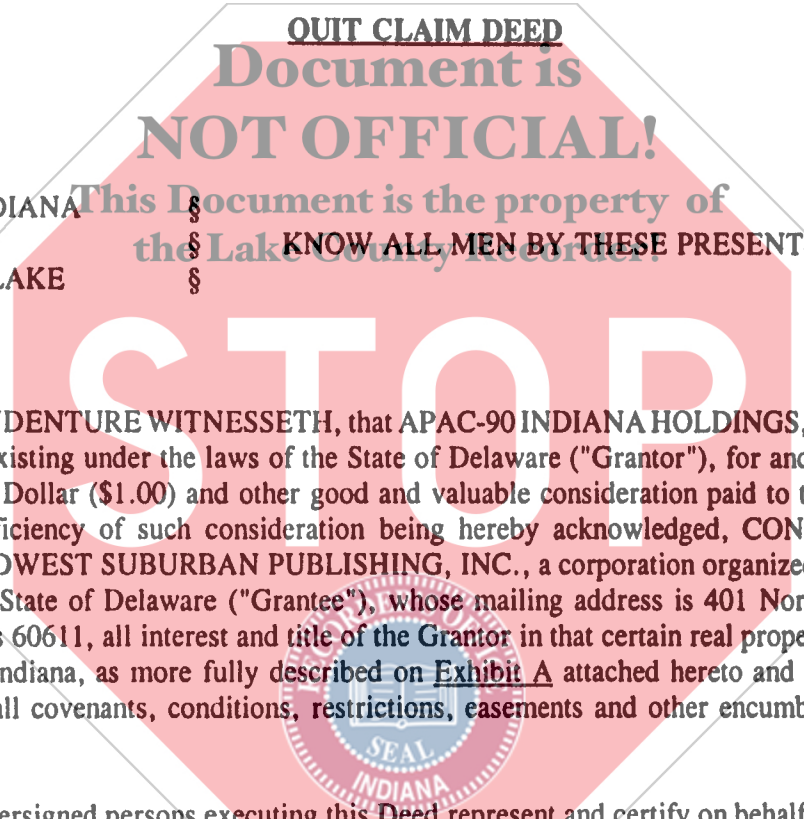 QUIT CLAIM DEED
Document is
NOT OFFICIAL!
DIANA This Document is the property of
§
the Lake County Recorder!
§ KNOW ALL MEN BY THESE PRESENT
LAKE §
STOP
DENTURE WITNESSETH, that APAC-90 INDIANA HOLDINGS,
xisting under the laws of the State of Delaware ("Grantor"), for and
Dollar ($1.00) and other good and valuable consideration paid to t
ficiency of such consideration being hereby acknowledged, CON
DWEST SUBURBAN PUBLISHING, INC., a corporation organized
State of Delaware ("Grantee"), whose mailing address is 401 Nor
s 60611, all interest and title of the Grantor in that certain real prope
ndiana, as more fully described on Exhibit A attached hereto and
all covenants, conditions, restrictions, easements and other encumb
SEAL
INDIANA
ersigned persons executing this Deed represent and certify on behalf